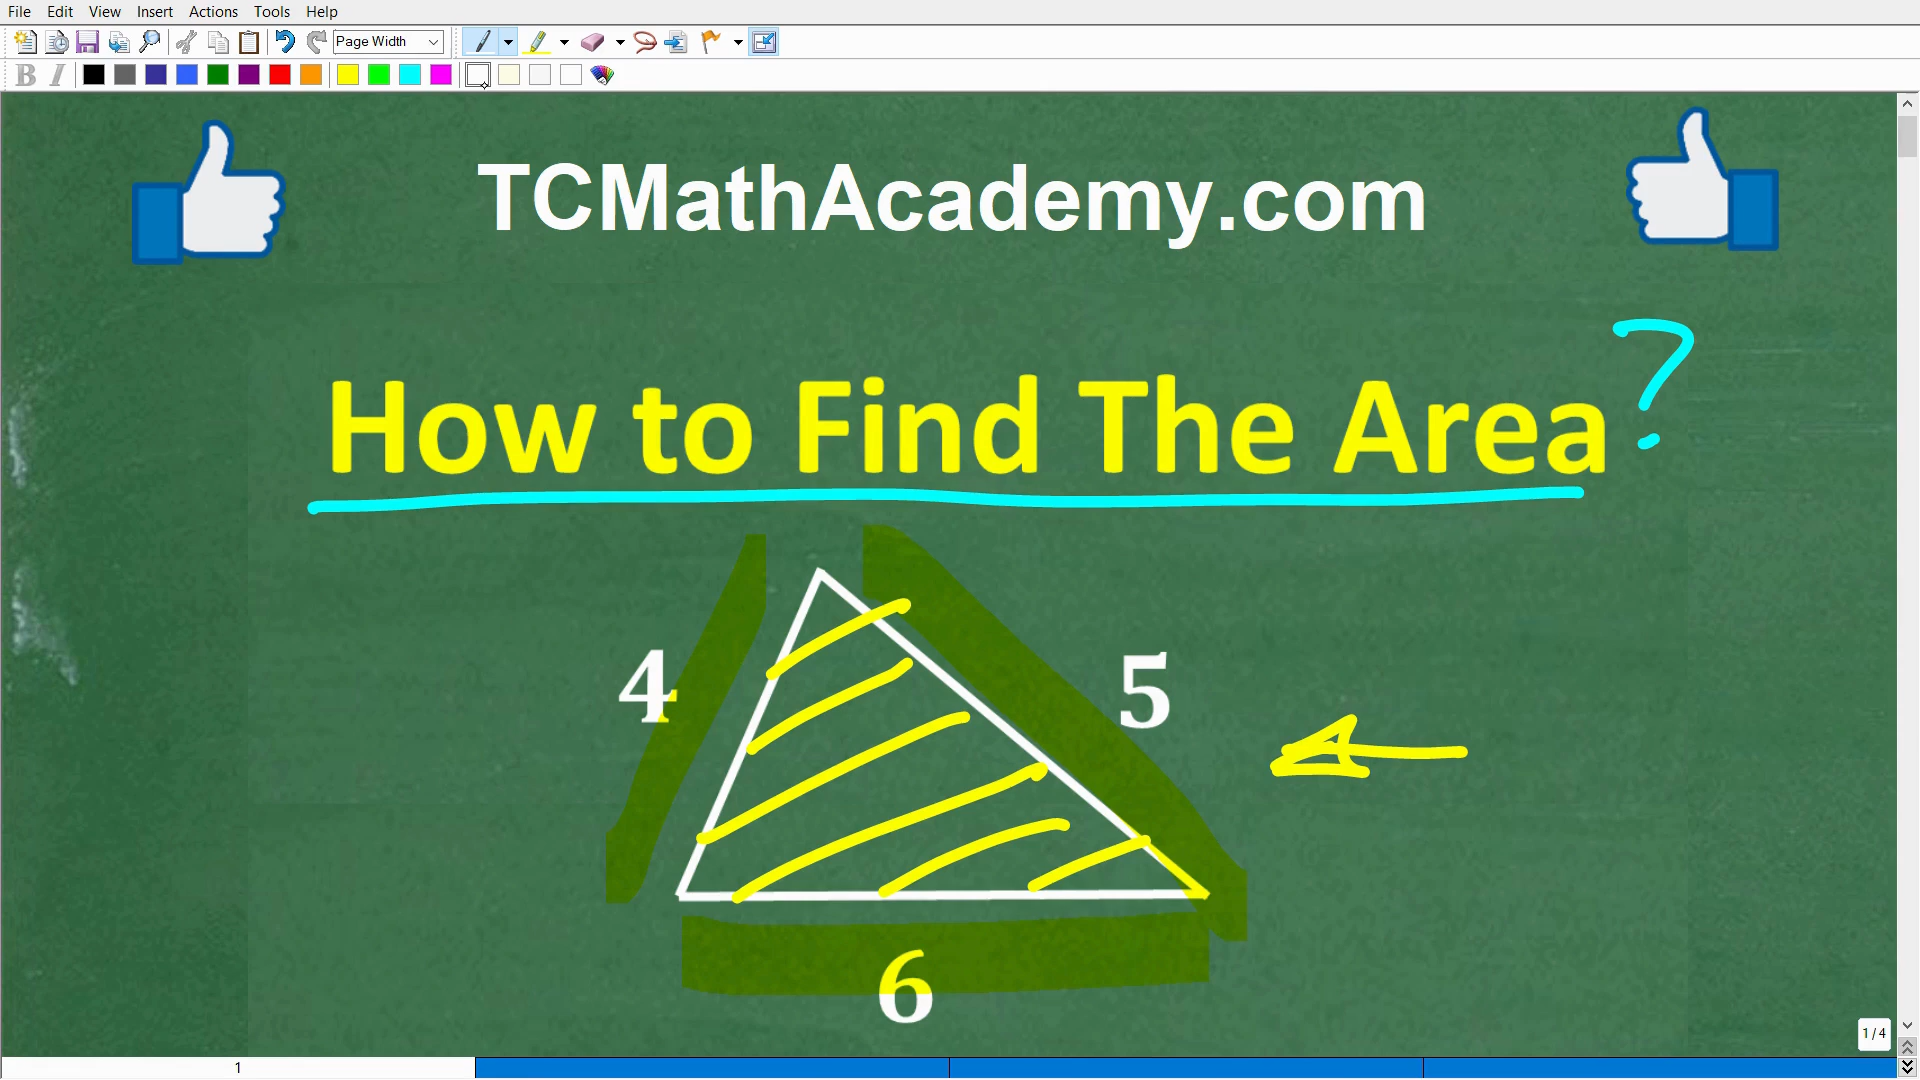 File Edit View Insert Actions Tools Help
Page Width
B I
TCMathAcademy.com
How to Find The Area?
4
5
6
1 / 4
1